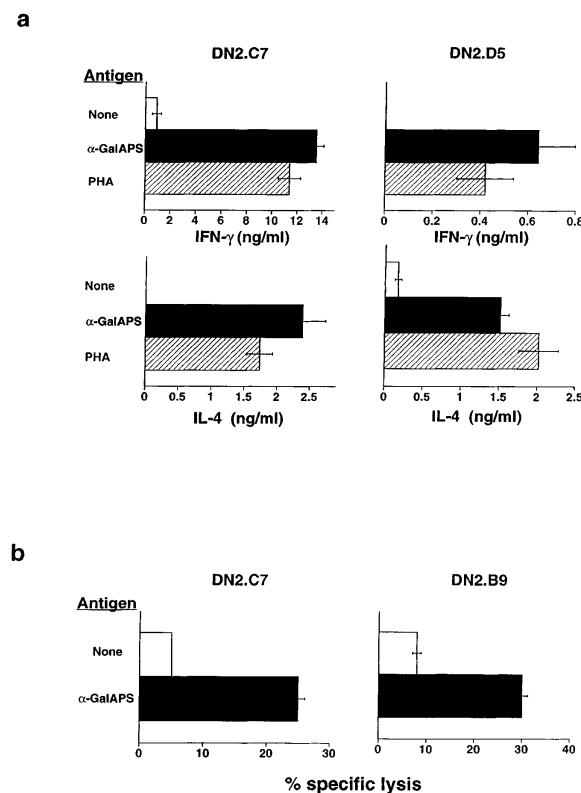 a
DN2.C7 DN2.D5
Antigen
None
α-GalAPS
PHA
0 2 4 6 8 10 12 14
IFN-γ (ng/ml)
0 0.2 0.4 0.6 0.8
IFN-γ (ng/ml)
None
α-GalAPS
PHA
0 0.5 1 1.5 2 2.5
IL-4 (ng/ml)
0 0.5 1 1.5 2 2.5
IL-4 (ng/ml)
b
DN2.C7 DN2.B9
Antigen
None
α-GalAPS
0 10 20 30
0 10 20 30 40
% specific lysis